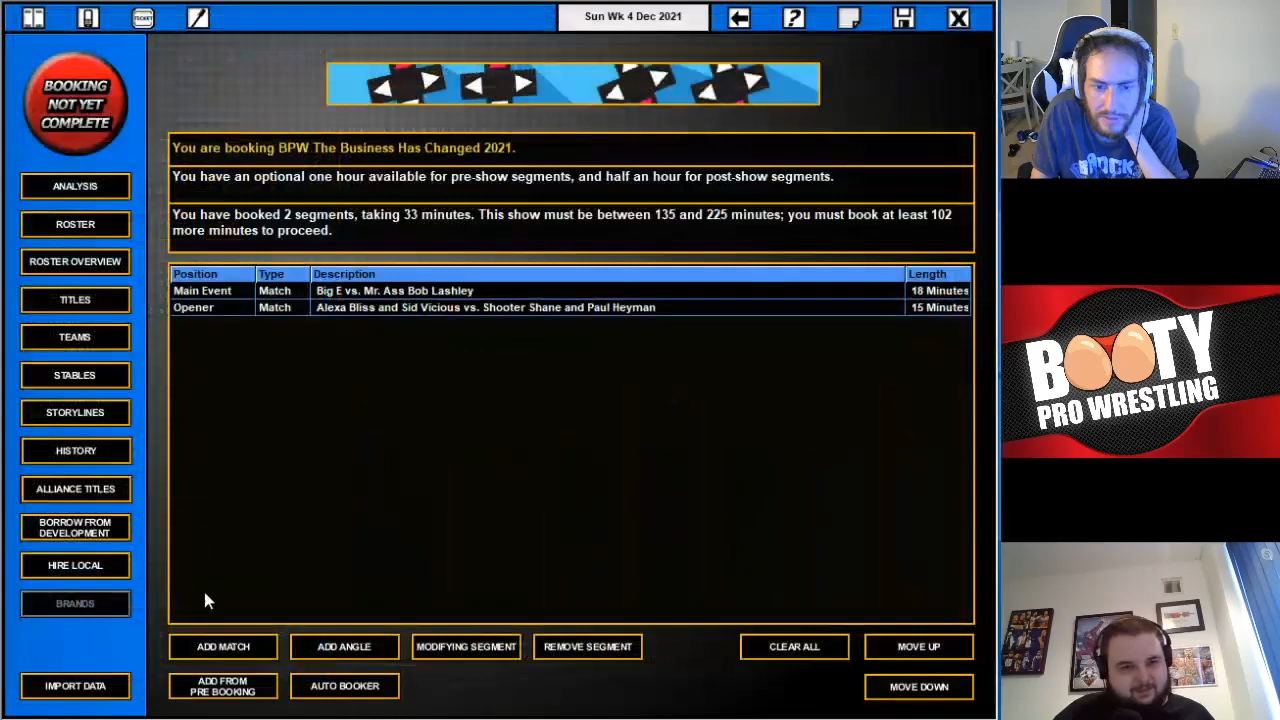 TICKET
Sun Wk 4 Dec 2021
?
X
BOOKING
NOT YET
COMPLETE
ANALYSIS
ROSTER
ROSTER OVERVIEW
TITLES
TEAMS
STABLES
STORYLINES
HISTORY
ALLIANCE TITLES
BORROW FROM
DEVELOPMENT
HIRE LOCAL
BRANDS
IMPORT DATA
You are booking BPW The Business Has Changed 2021.
You have an optional one hour available for pre-show segments, and half an hour for post-show segments.
You have booked 2 segments, taking 33 minutes. This show must be between 135 and 225 minutes; you must book at least 102
more minutes to proceed.
Position Type Description Length
Main Event Match Big E vs. Mr. Ass Bob Lashley 18 Minutes
Opener Match Alexa Bliss and Sid Vicious vs. Shooter Shane and Paul Heyman 15 Minutes
ADD MATCH
ADD ANGLE
MODIFYING SEGMENT
REMOVE SEGMENT
CLEAR ALL
MOVE UP
ADD FROM
PRE BOOKING
AUTO BOOKER
MOVE DOWN
BOOTY
PRO WRESTLING